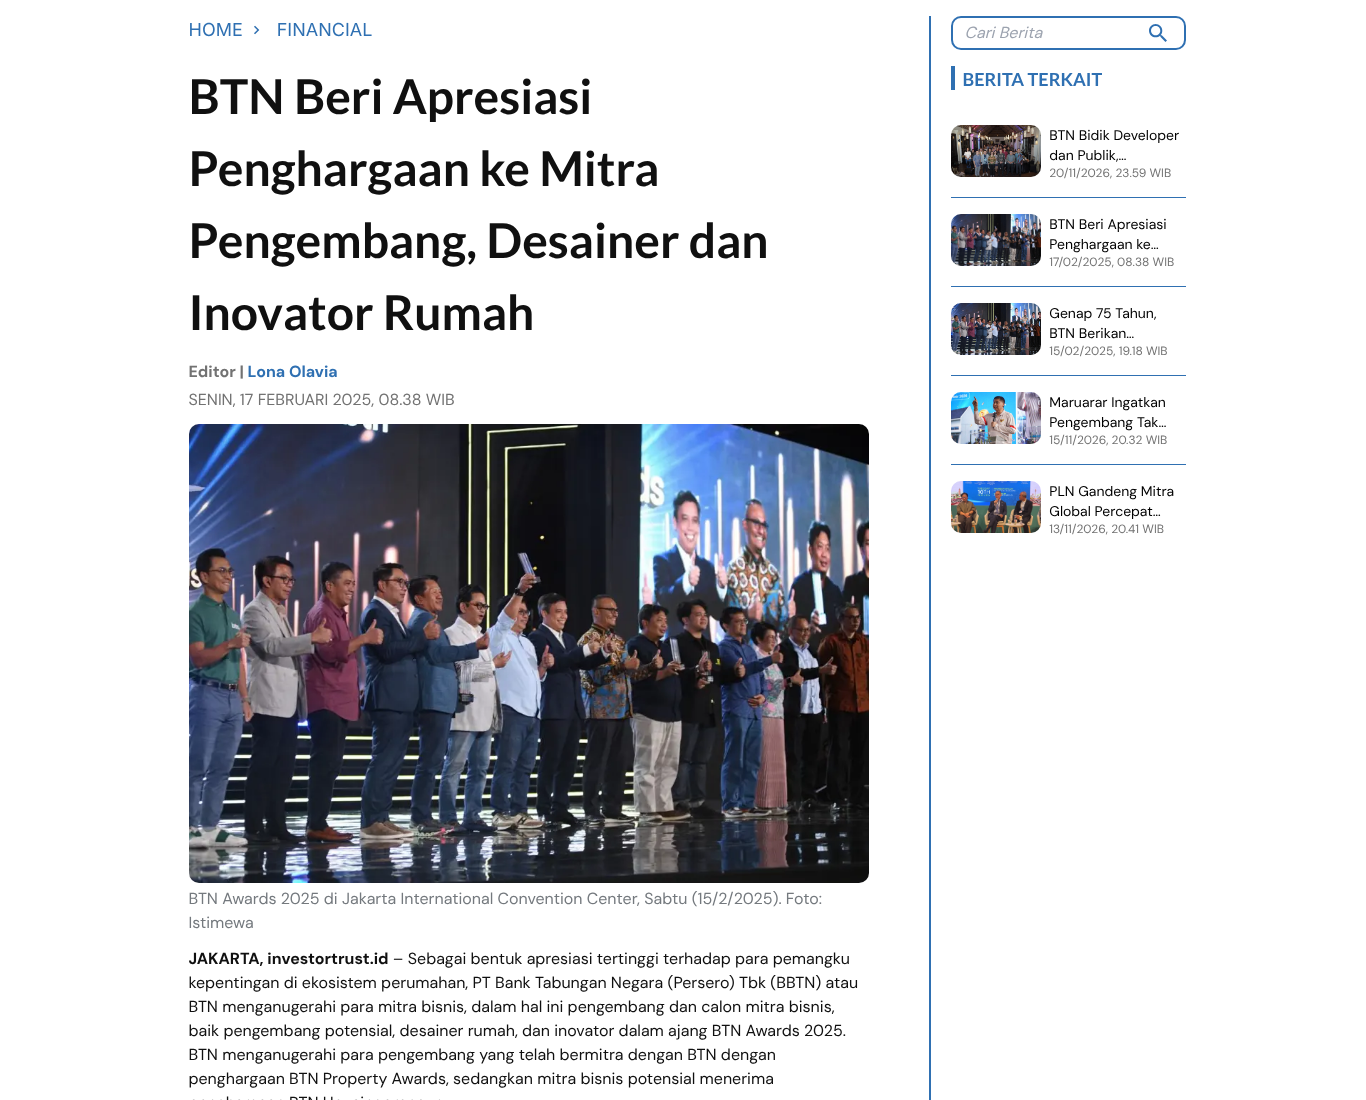 HOME > FINANCIAL
BTN Beri Apresiasi
Penghargaan ke Mitra
Pengembang, Desainer dan
Inovator Rumah
Editor | Lona Olavia
SENIN, 17 FEBRUARI 2025, 08.38 WIB
BTN Awards 2025 di Jakarta International Convention Center, Sabtu (15/2/2025). Foto:
Istimewa
JAKARTA, investortrust.id – Sebagai bentuk apresiasi tertinggi terhadap para pemangku
kepentingan di ekosistem perumahan, PT Bank Tabungan Negara (Persero) Tbk (BBTN) atau
BTN menganugerahi para mitra bisnis, dalam hal ini pengembang dan calon mitra bisnis,
baik pengembang potensial, desainer rumah, dan inovator dalam ajang BTN Awards 2025.
BTN menganugerahi para pengembang yang telah bermitra dengan BTN dengan
penghargaan BTN Property Awards, sedangkan mitra bisnis potensial menerima
Cari Berita
BERITA TERKAIT
BTN Bidik Developer
dan Publik,...
20/11/2026, 23.59 WIB
BTN Beri Apresiasi
Penghargaan ke...
17/02/2025, 08.38 WIB
Genap 75 Tahun,
BTN Berikan...
15/02/2025, 19.18 WIB
Maruarar Ingatkan
Pengembang Tak...
15/11/2026, 20.32 WIB
PLN Gandeng Mitra
Global Percepat...
13/11/2026, 20.41 WIB